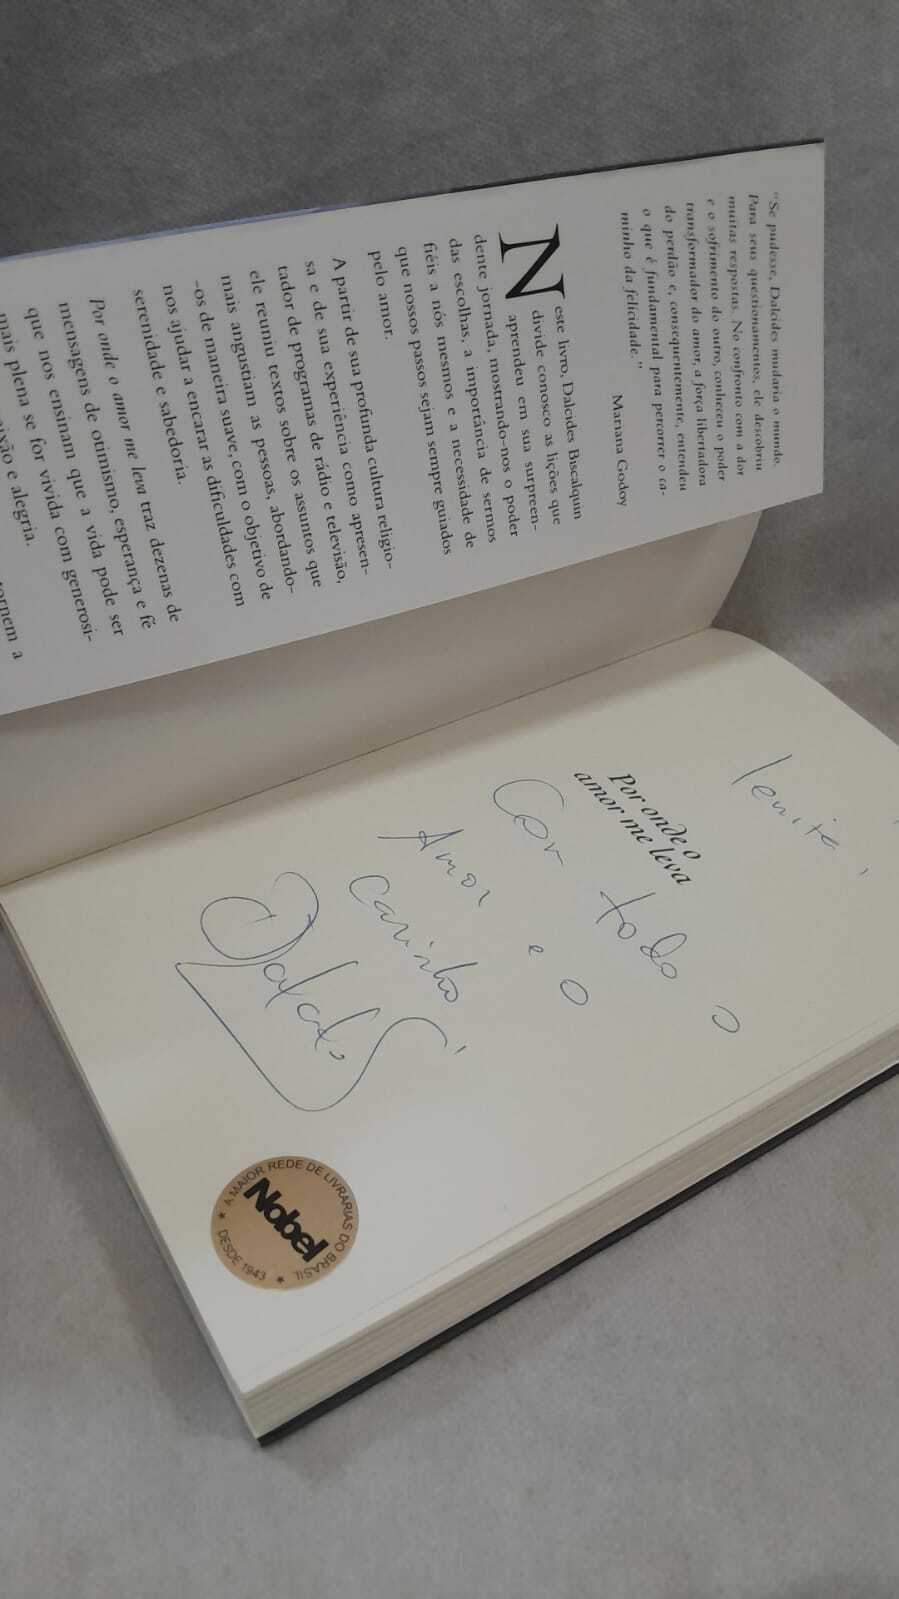 "Se pudesse, Dalcides mudaria o mundo.
Para seus questionamentos, ele descobriu
muitas respostas. No confronto com a dor
e o sofrimento do outro, conheceu o poder
transformador do amor, a força libertadora
do perdão e, consequentemente, entendeu
o que é fundamental para percorrer o ca-
minho da felicidade."
Mariana Godoy
Neste livro, Dalcides Biscalquin
divide conosco as lições que
aprendeu em sua surpreen-
dente jornada, mostrando-nos o poder
das escolhas, a importância de sermos
fiéis a nós mesmos e a necessidade de
que nossos passos sejam sempre guiados
pelo amor.
A partir de sua profunda cultura religio-
sa e de sua experiência como apresen-
tador de programas de rádio e televisão,
ele reuniu textos sobre os assuntos que
mais angustiam as pessoas, abordando-
-os de maneira suave, com o objetivo de
nos ajudar a encarar as dificuldades com
serenidade e sabedoria.
Por onde o amor me leva traz dezenas de
mensagens de otimismo, esperança e fé
que nos ensinam que a vida pode ser
mais plena se for vivida com generosi-
e alegria.
tornem a
Por onde o
amor me leva
Com todo o
Amor e o
carinho,
Dalcides
A MAIOR REDE DE LIVRARIAS DO BRASIL
Nobel
DESDE 1943